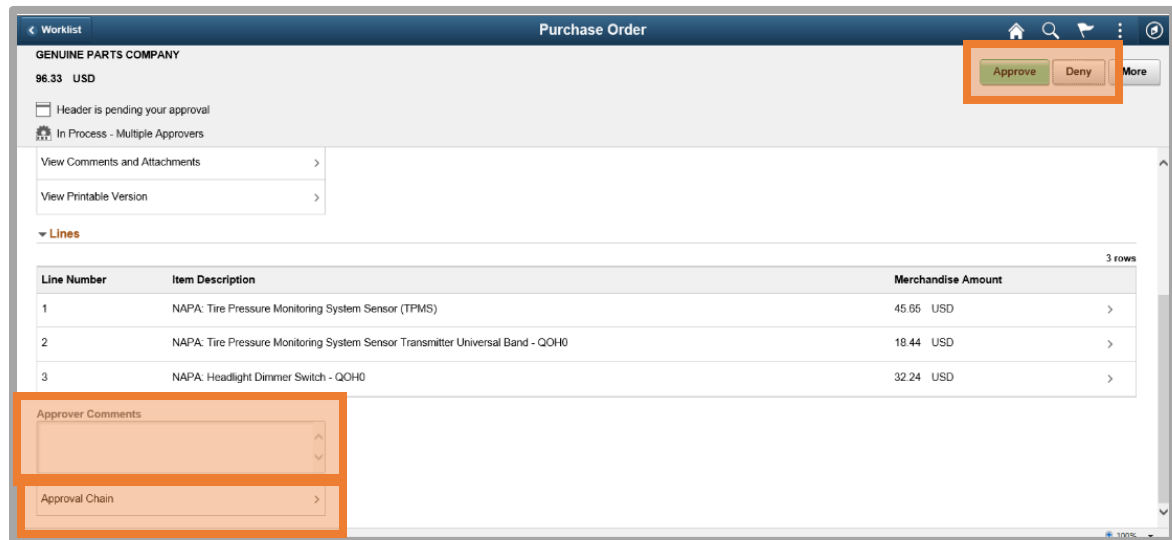 Worklist Purchase Order
GENUINE PARTS COMPANY
96.33 USD
Approve Deny More
Header is pending your approval
In Process - Multiple Approvers
View Comments and Attachments
View Printable Version
Lines
3 rows
Line Number Item Description Merchandise Amount
1 NAPA: Tire Pressure Monitoring System Sensor (TPMS) 45.65 USD
2 NAPA: Tire Pressure Monitoring System Sensor Transmitter Universal Band - QOH0 18.44 USD
3 NAPA: Headlight Dimmer Switch - QOH0 32.24 USD
Approver Comments
Approval Chain
100%